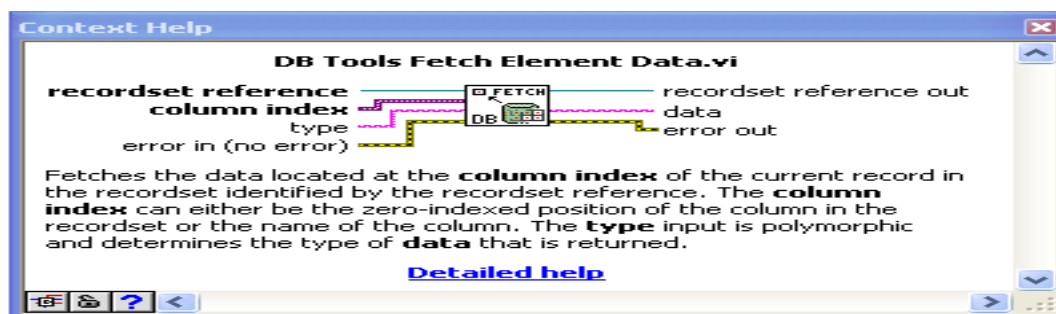 Context Help
DB Tools Fetch Element Data.vi
recordset reference
column index
type
error in (no error)
FETCH
DB
recordset reference out
data
error out
Fetches the data located at the column index of the current record in
the recordset identified by the recordset reference. The column
index can either be the zero-indexed position of the column in the
recordset or the name of the column. The type input is polymorphic
and determines the type of data that is returned.
Detailed help
?